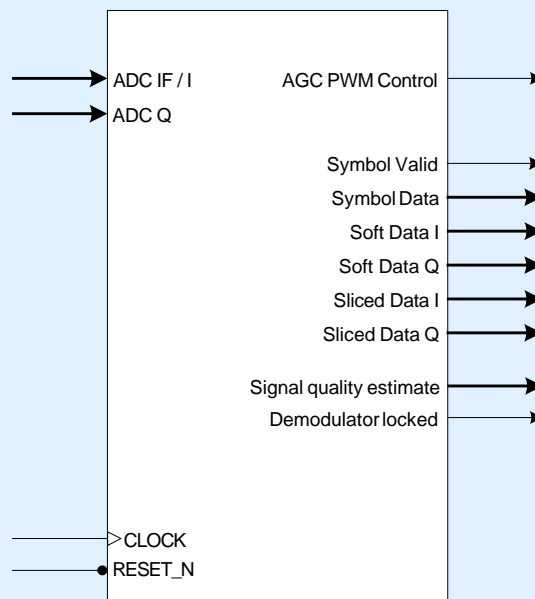 ADC IF / I
AGC PWM Control
ADC Q
Symbol Valid
Symbol Data
Soft Data I
Soft Data Q
Sliced Data I
Sliced Data Q
Signal quality estimate
Demodulator locked
CLOCK
RESET_N